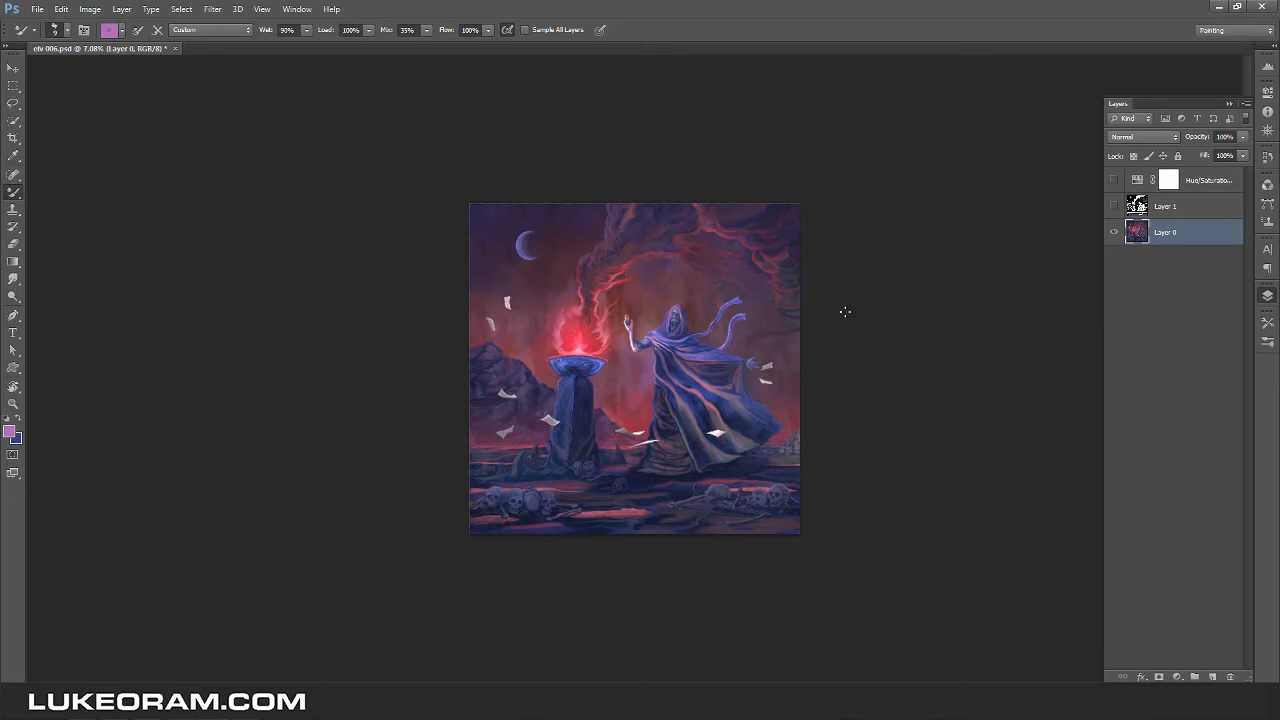 Ps File Edit Image Layer Type Select Filter 3D View Window Help
Custom Wet: 90% Load: 100% Mix: 35% Flow: 100% Sample All Layers Painting
elv 006.psd @ 7.08% (Layer 0, RGB/8) *
Layers
Kind
Normal Opacity: 100%
Lock: Fill: 100%
Hue/Saturatio...
Layer 1
Layer 0
LUKEORAM.COM